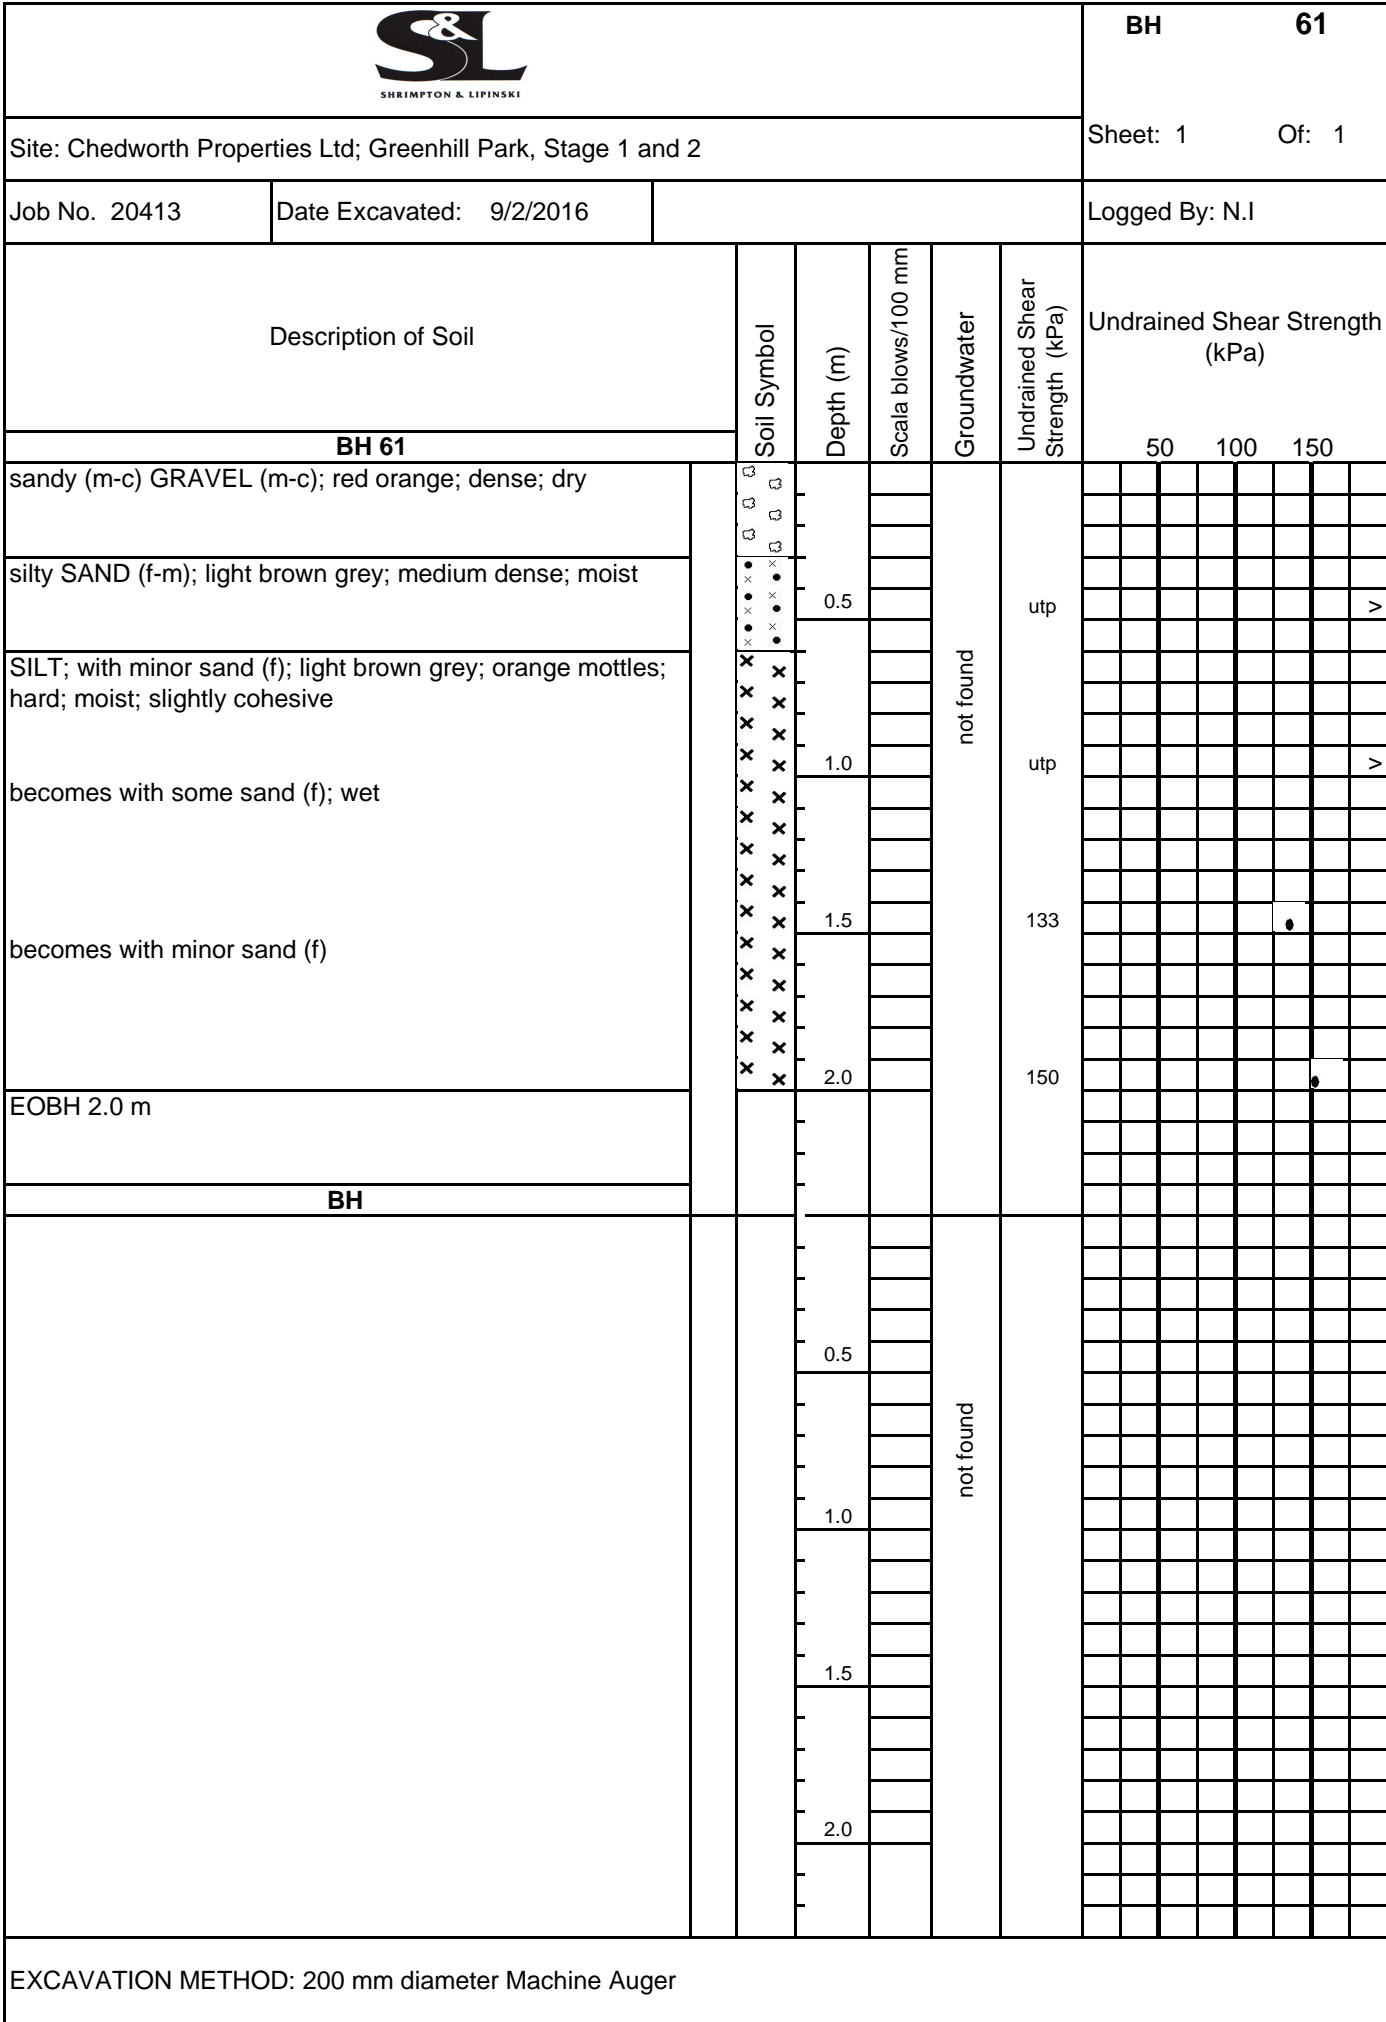 S&L
SHRIMPTON & LIPINSKI
BH 61
Site: Chedworth Properties Ltd; Greenhill Park, Stage 1 and 2
Sheet: 1 Of: 1
Job No. 20413 Date Excavated: 9/2/2016
Logged By: N.I
Description of Soil
Soil Symbol
Depth (m)
Scala blows/100 mm
Groundwater
Undrained Shear
Strength (kPa)
Undrained Shear Strength
(kPa)
BH 61
50 100 150
sandy (m-c) GRAVEL (m-c); red orange; dense; dry
silty SAND (f-m); light brown grey; medium dense; moist
0.5 utp >
SILT; with minor sand (f); light brown grey; orange mottles;
hard; moist; slightly cohesive
not found
1.0 utp >
becomes with some sand (f); wet
1.5 133
becomes with minor sand (f)
2.0 150
EOBH 2.0 m
BH
0.5
not found
1.0
1.5
2.0
EXCAVATION METHOD: 200 mm diameter Machine Auger